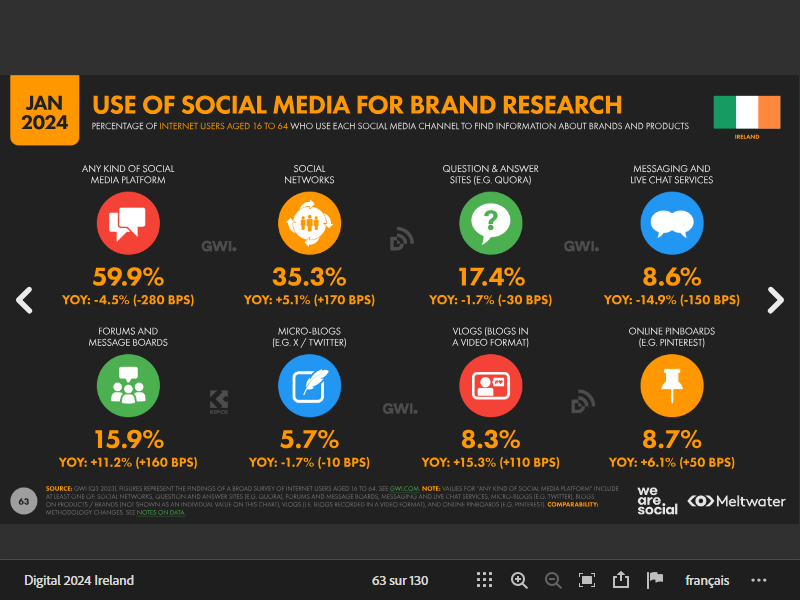 JAN
2024
USE OF SOCIAL MEDIA FOR BRAND RESEARCH
PERCENTAGE OF INTERNET USERS AGED 16 TO 64 WHO USE EACH SOCIAL MEDIA CHANNEL TO FIND INFORMATION ABOUT BRANDS AND PRODUCTS
IRELAND
ANY KIND OF SOCIAL
MEDIA PLATFORM
SOCIAL
NETWORKS
QUESTION & ANSWER
SITES (E.G. QUORA)
MESSAGING AND
LIVE CHAT SERVICES
GWI.
GWI.
?
59.9%
35.3%
17.4%
8.6%
YOY: -4.5% (-280 BPS)
YOY: +5.1% (+170 BPS)
YOY: -1.7% (-30 BPS)
YOY: -14.9% (-150 BPS)
FORUMS AND
MESSAGE BOARDS
MICRO-BLOGS
(E.G. X / TWITTER)
VLOGS (BLOGS IN
A VIDEO FORMAT)
ONLINE PINBOARDS
(E.G. PINTEREST)
KEPIOS
GWI.
15.9%
5.7%
8.3%
8.7%
YOY: +11.2% (+160 BPS)
YOY: -1.7% (-10 BPS)
YOY: +15.3% (+110 BPS)
YOY: +6.1% (+50 BPS)
63
SOURCE: GWI (Q3 2023). FIGURES REPRESENT THE FINDINGS OF A BROAD SURVEY OF INTERNET USERS AGED 16 TO 64. SEE GWI.COM. NOTE: VALUES FOR "ANY KIND OF SOCIAL MEDIA PLATFORM" INCLUDE
AT LEAST ONE OF: SOCIAL NETWORKS, QUESTION AND ANSWER SITES (E.G. QUORA), FORUMS AND MESSAGE BOARDS, MESSAGING AND LIVE CHAT SERVICES, MICRO-BLOGS (E.G. TWITTER), BLOGS
ON PRODUCTS / BRANDS (NOT SHOWN AS AN INDIVIDUAL VALUE ON THIS CHART), VLOGS (I.E. BLOGS RECORDED IN A VIDEO FORMAT), AND ONLINE PINBOARDS (E.G. PINTEREST). COMPARABILITY:
METHODOLOGY CHANGES. SEE NOTES ON DATA.
we
are.
social
Meltwater
Digital 2024 Ireland
63 sur 130
français